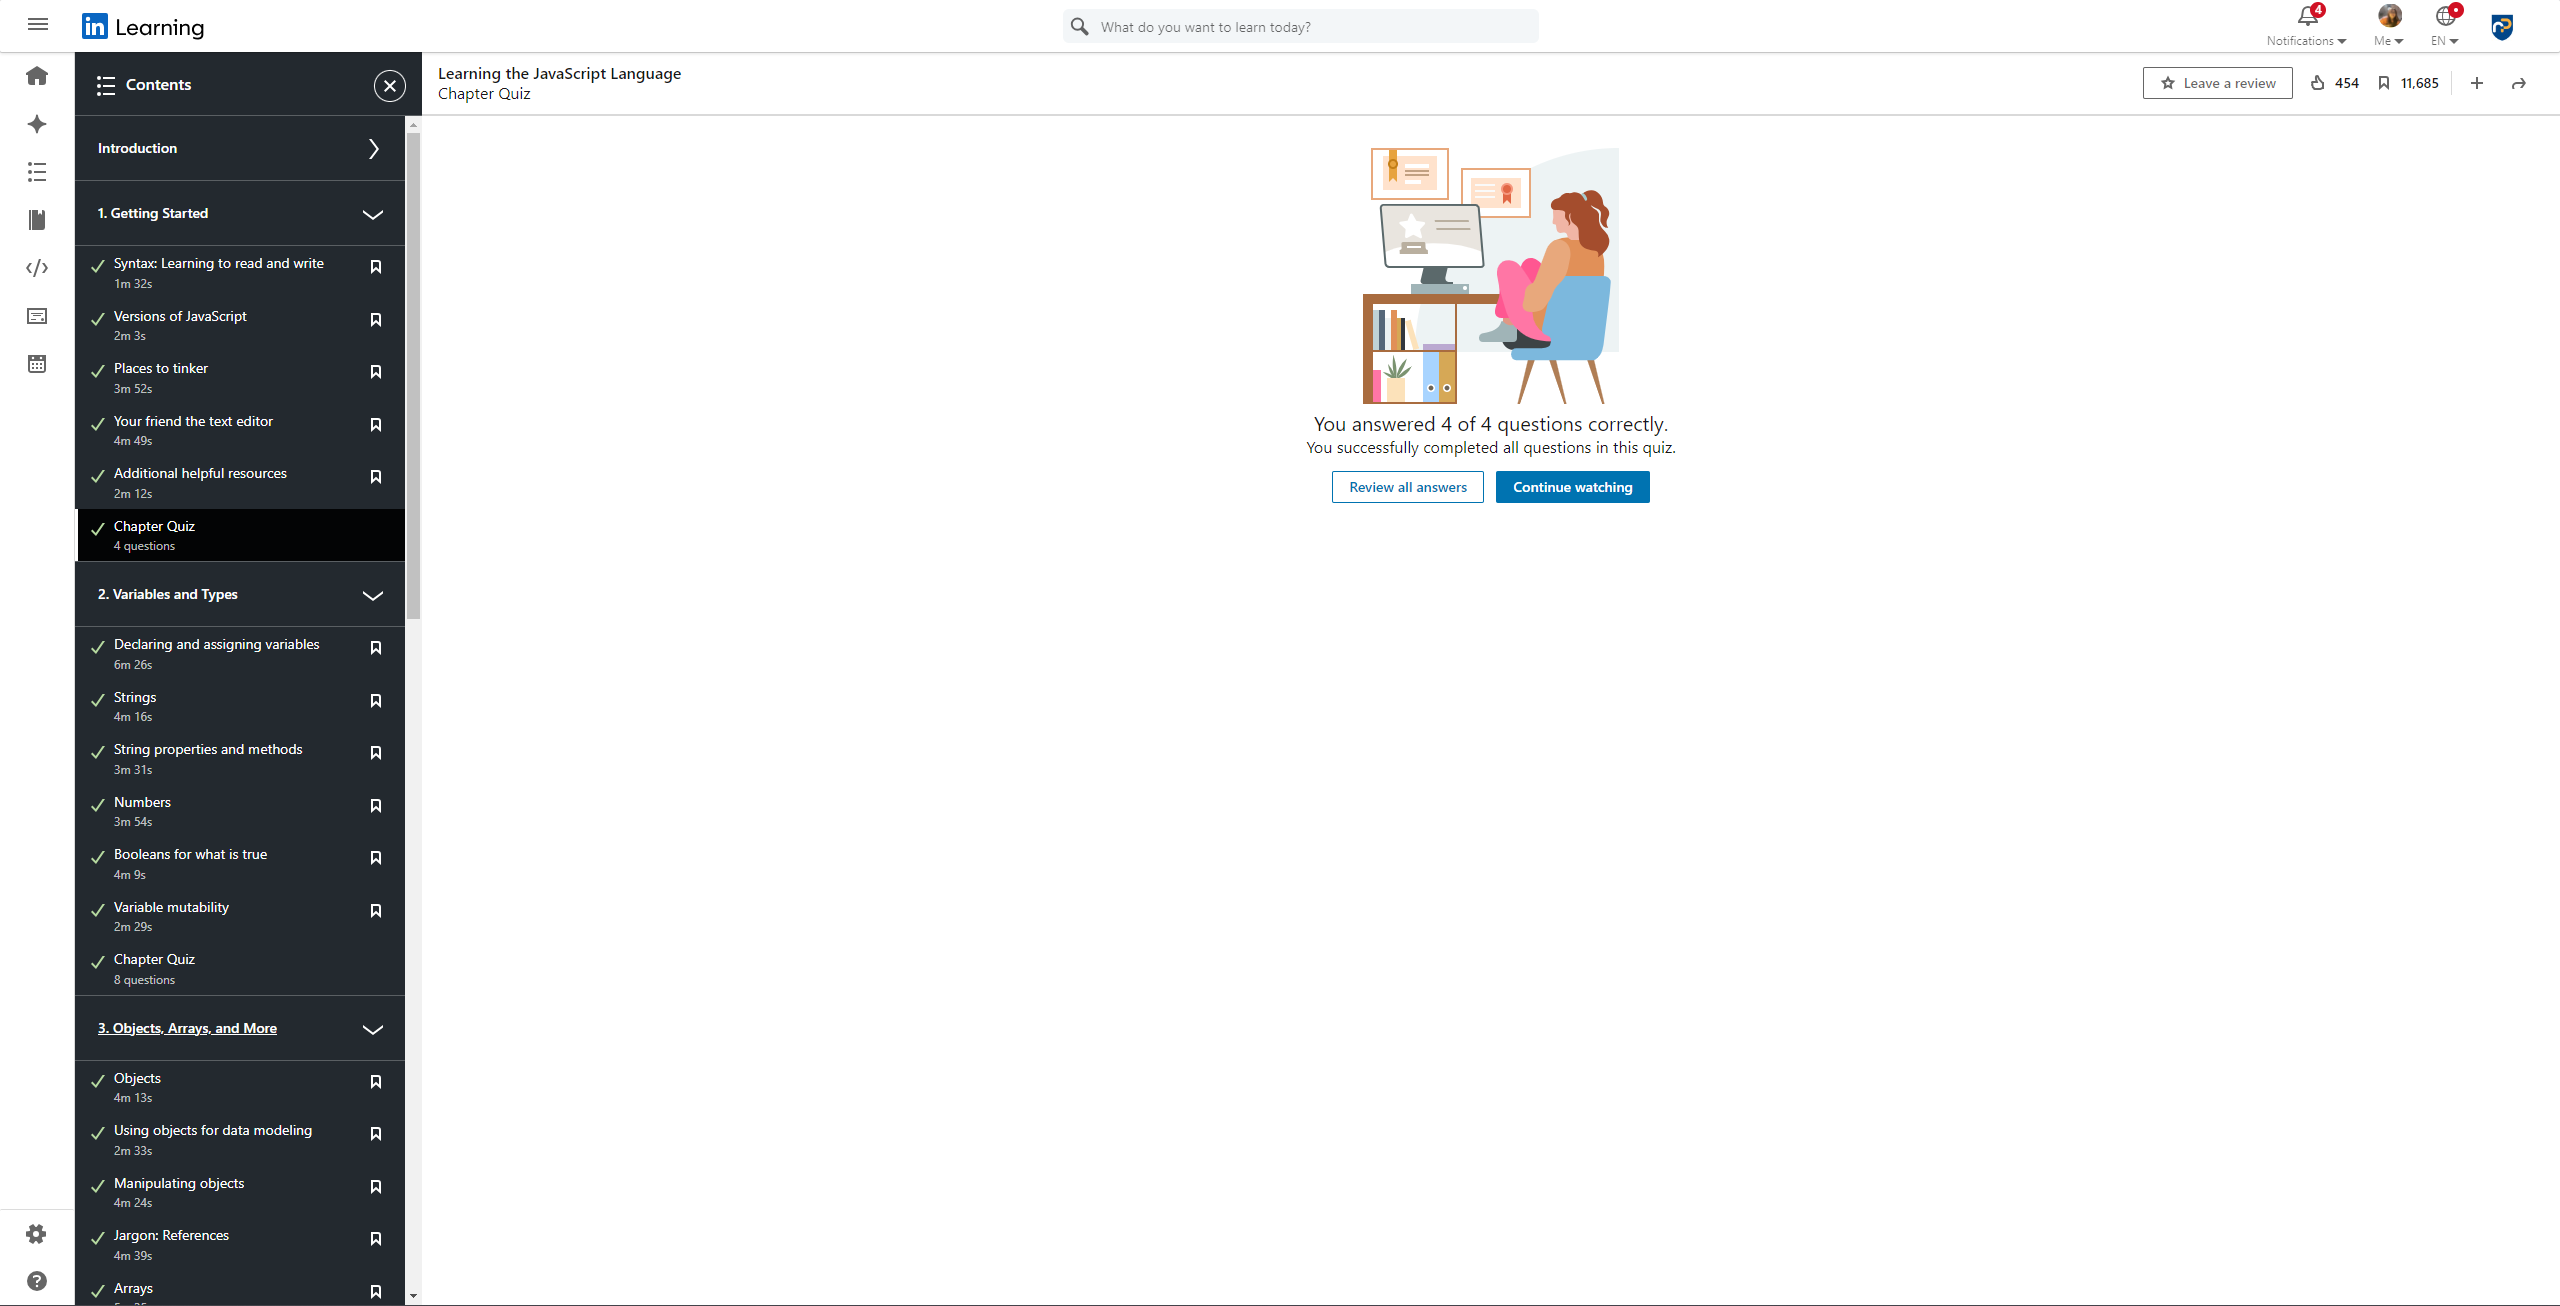 in Learning
What do you want to learn today?
4
Notifications
Me
EN
Contents
Introduction
1. Getting Started
Syntax: Learning to read and write
1m 32s
Versions of JavaScript
2m 3s
Places to tinker
3m 52s
Your friend the text editor
4m 49s
Additional helpful resources
2m 12s
Chapter Quiz
4 questions
2. Variables and Types
Declaring and assigning variables
6m 26s
Strings
4m 16s
String properties and methods
3m 31s
Numbers
3m 54s
Booleans for what is true
4m 9s
Variable mutability
2m 29s
Chapter Quiz
8 questions
3. Objects, Arrays, and More
Objects
4m 13s
Using objects for data modeling
2m 33s
Manipulating objects
4m 24s
Jargon: References
4m 39s
Arrays
Learning the JavaScript Language
Chapter Quiz
Leave a review
454
11,685
You answered 4 of 4 questions correctly.
You successfully completed all questions in this quiz.
Review all answers
Continue watching